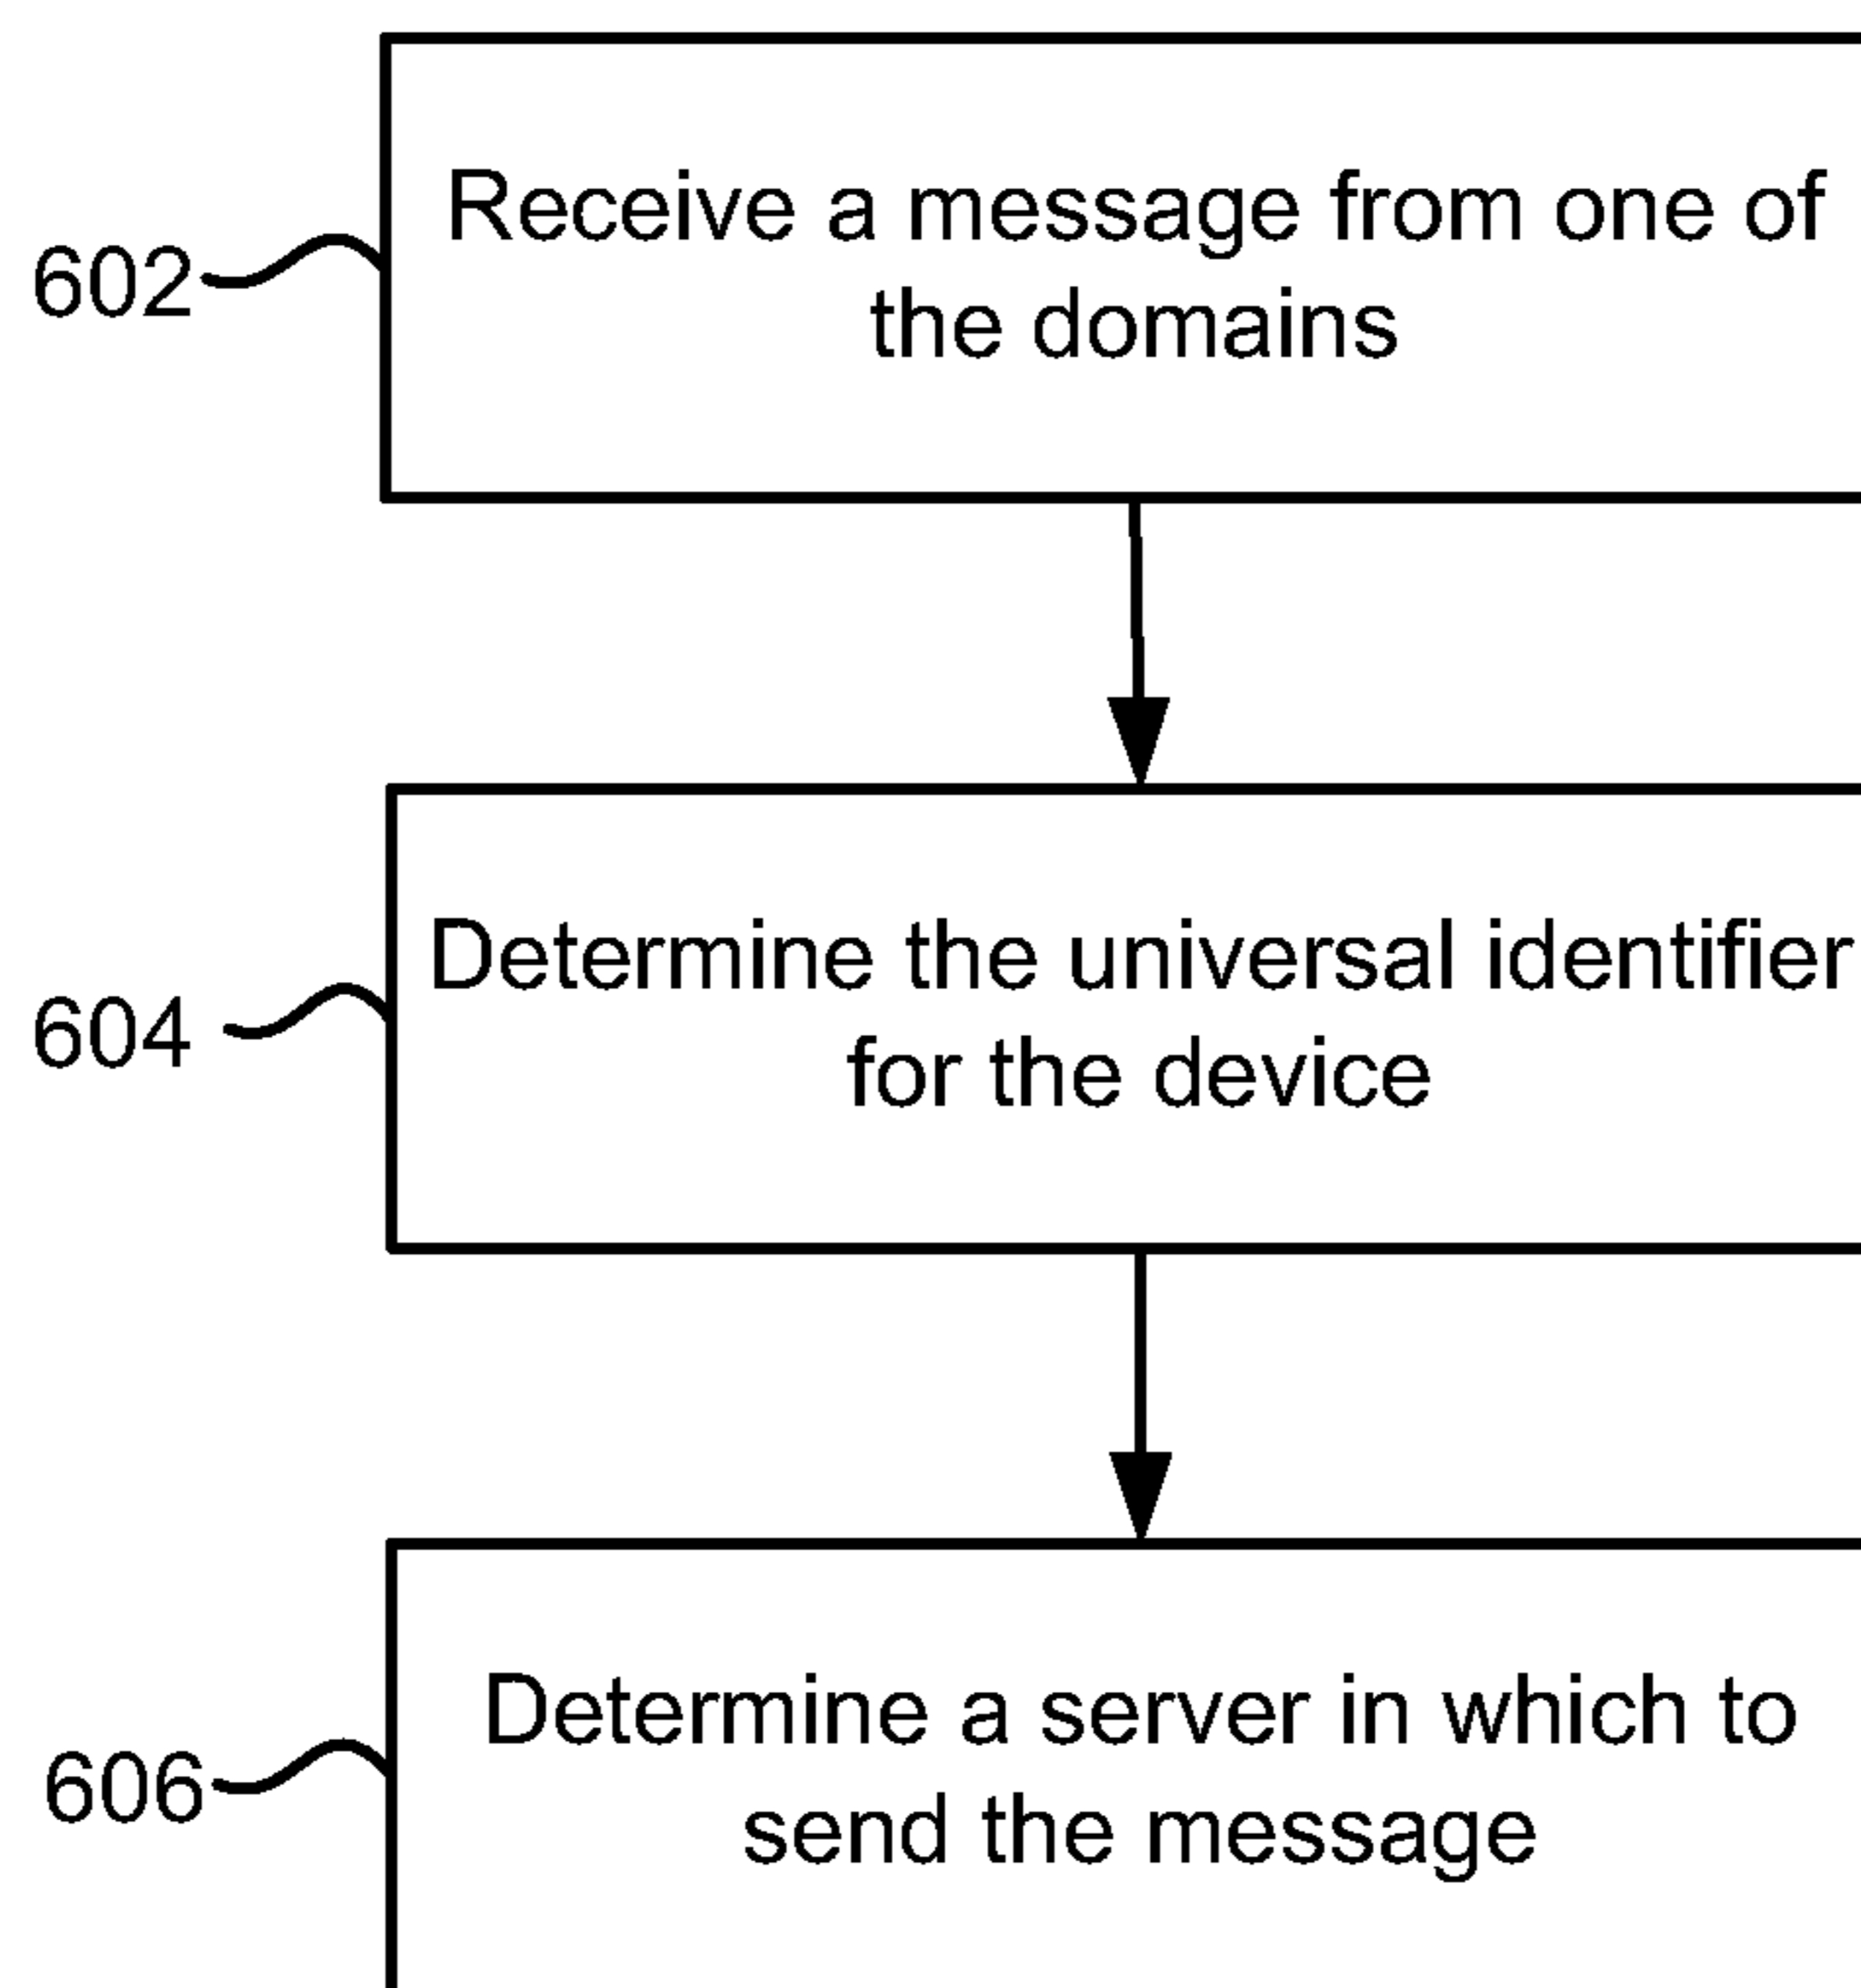 602
Receive a message from one of
the domains
604
Determine the universal identifier
for the device
606
Determine a server in which to
send the message